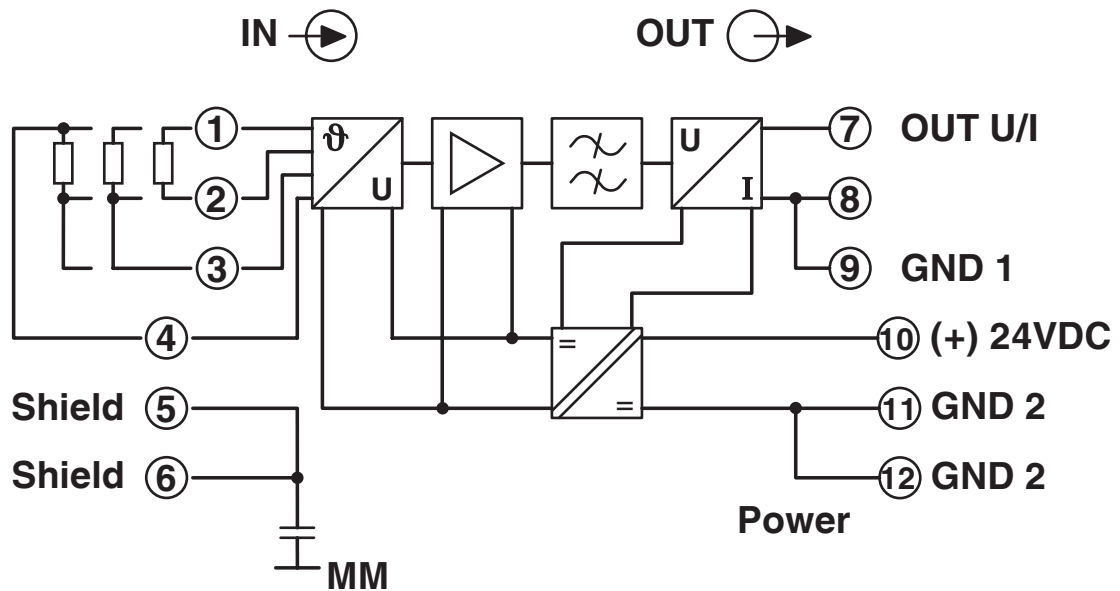 IN OUT
1 ϑ U 7 OUT U/I
2 U I 8
3 9 GND 1
4 = 10 (+) 24VDC
Shield 5 = 11 GND 2
Shield 6 12 GND 2
Power
MM